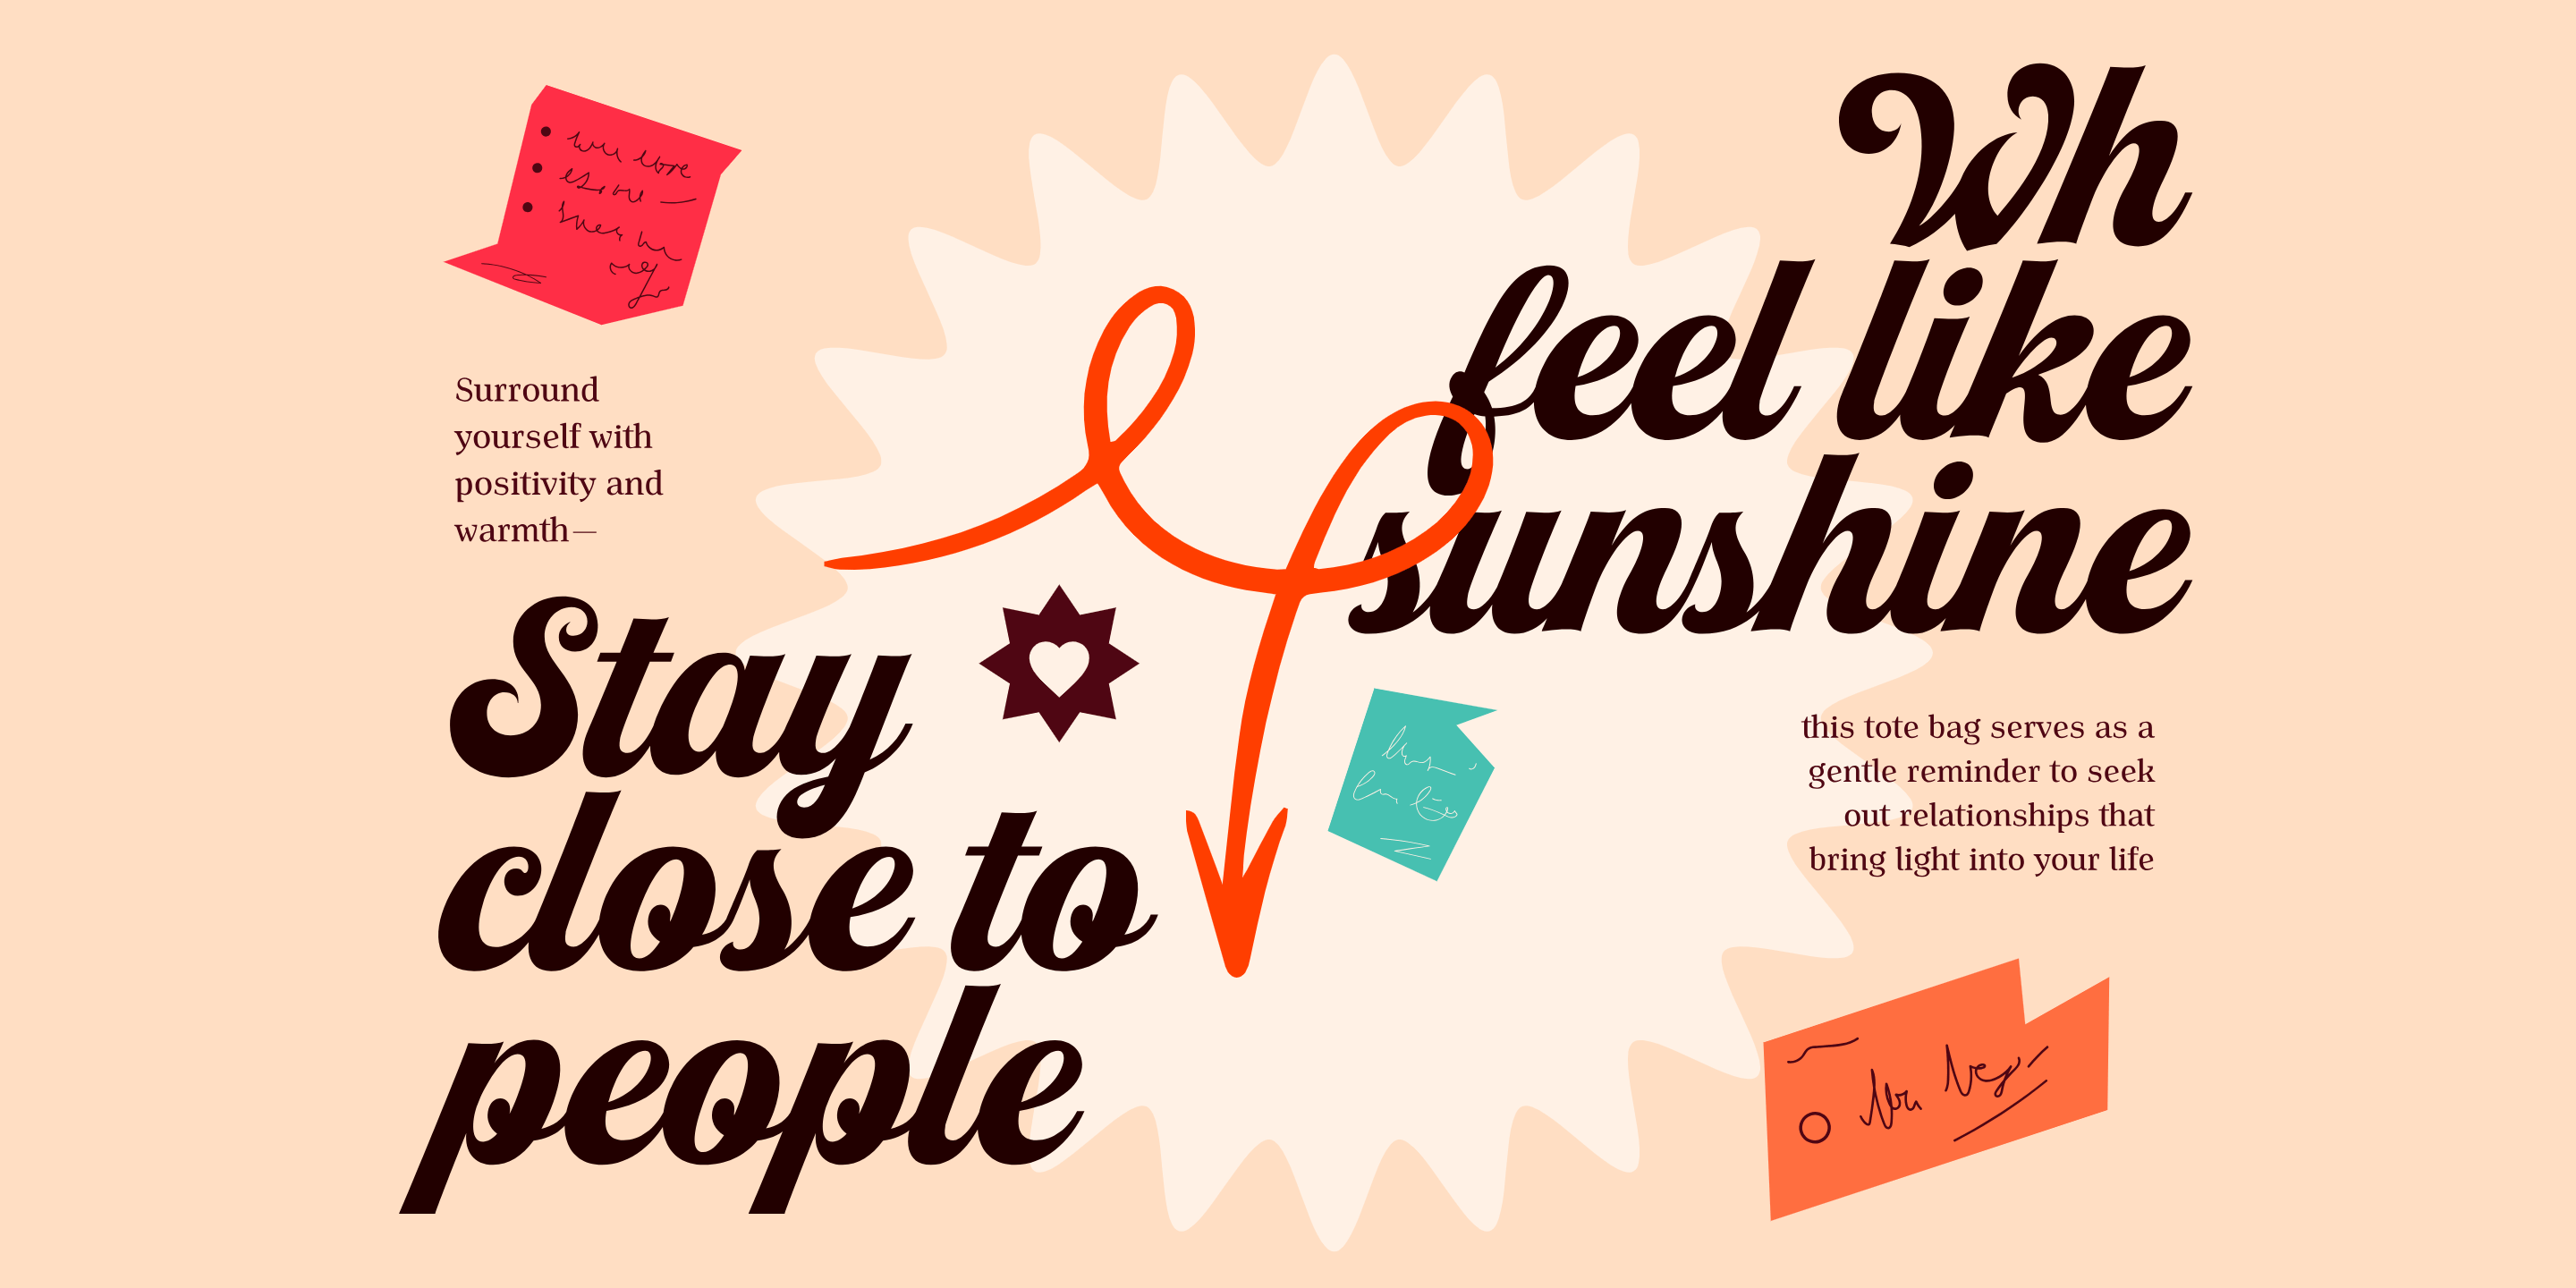 Surround
yourself with
positivity and
warmth—
Stay
close to
people
Wh
feel like
sunshine
this tote bag serves as a
gentle reminder to seek
out relationships that
bring light into your life